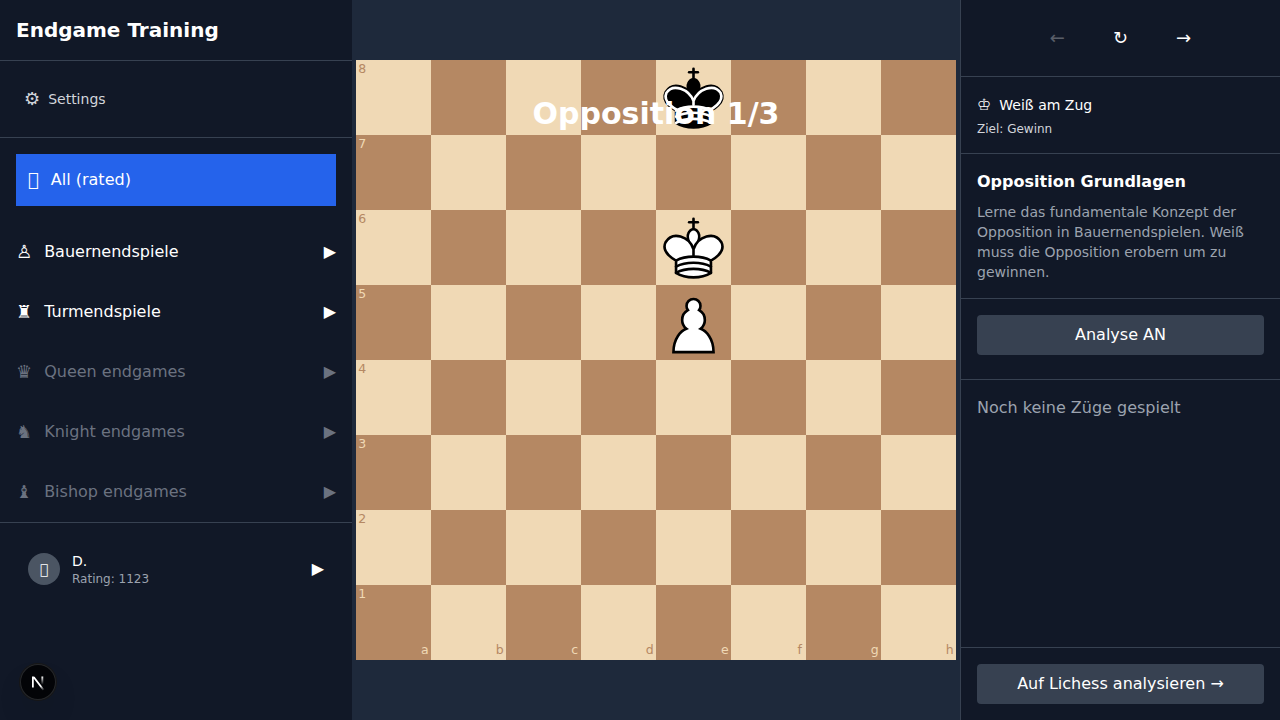 Endgame Training
Settings
All (rated)
Bauernendspiele
Turmendspiele
Queen endgames
Knight endgames
Bishop endgames
D.
Rating: 1123
N
Opposition 1/3
8
7
6
5
4
3
2
1
a b c d e f g h
Weiß am Zug
Ziel: Gewinn
Opposition Grundlagen
Lerne das fundamentale Konzept der
Opposition in Bauernendspielen. Weiß
muss die Opposition erobern um zu
gewinnen.
Analyse AN
Noch keine Züge gespielt
Auf Lichess analysieren →